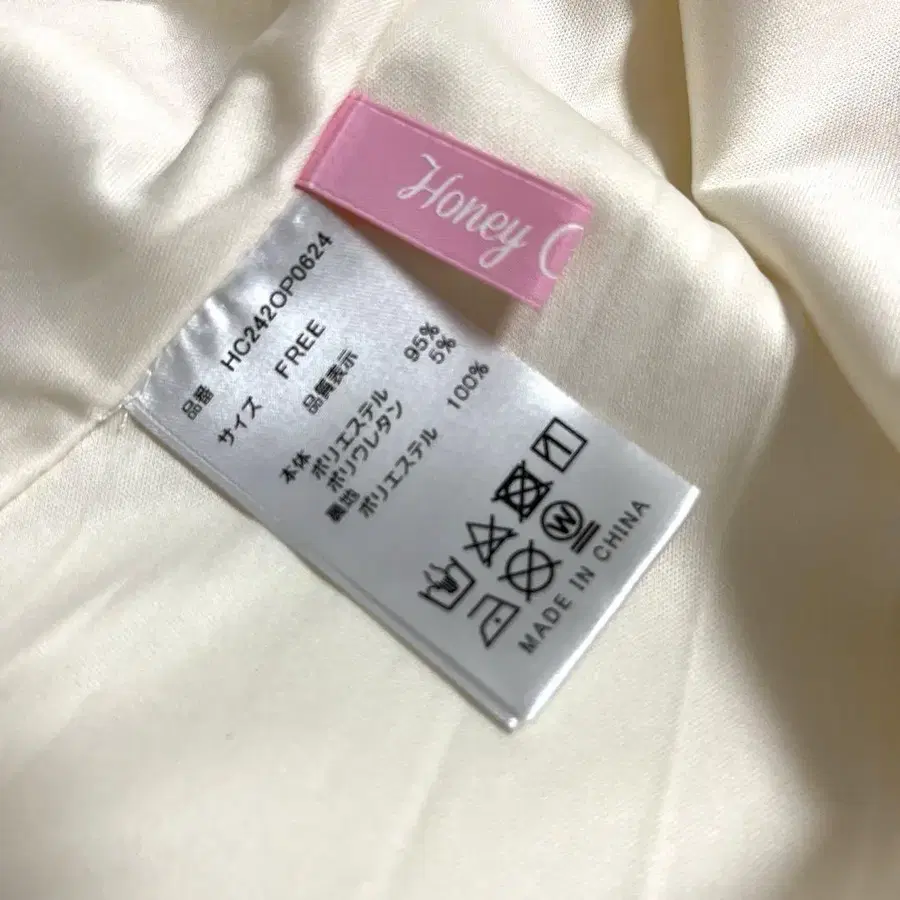 Honey
品番 HC242OP0624
サイズ FREE
品質表示
本体 ポリエステル 95%
ポリウレタン 5%
裏地 ポリエステル 100%
W
MADE IN CHINA